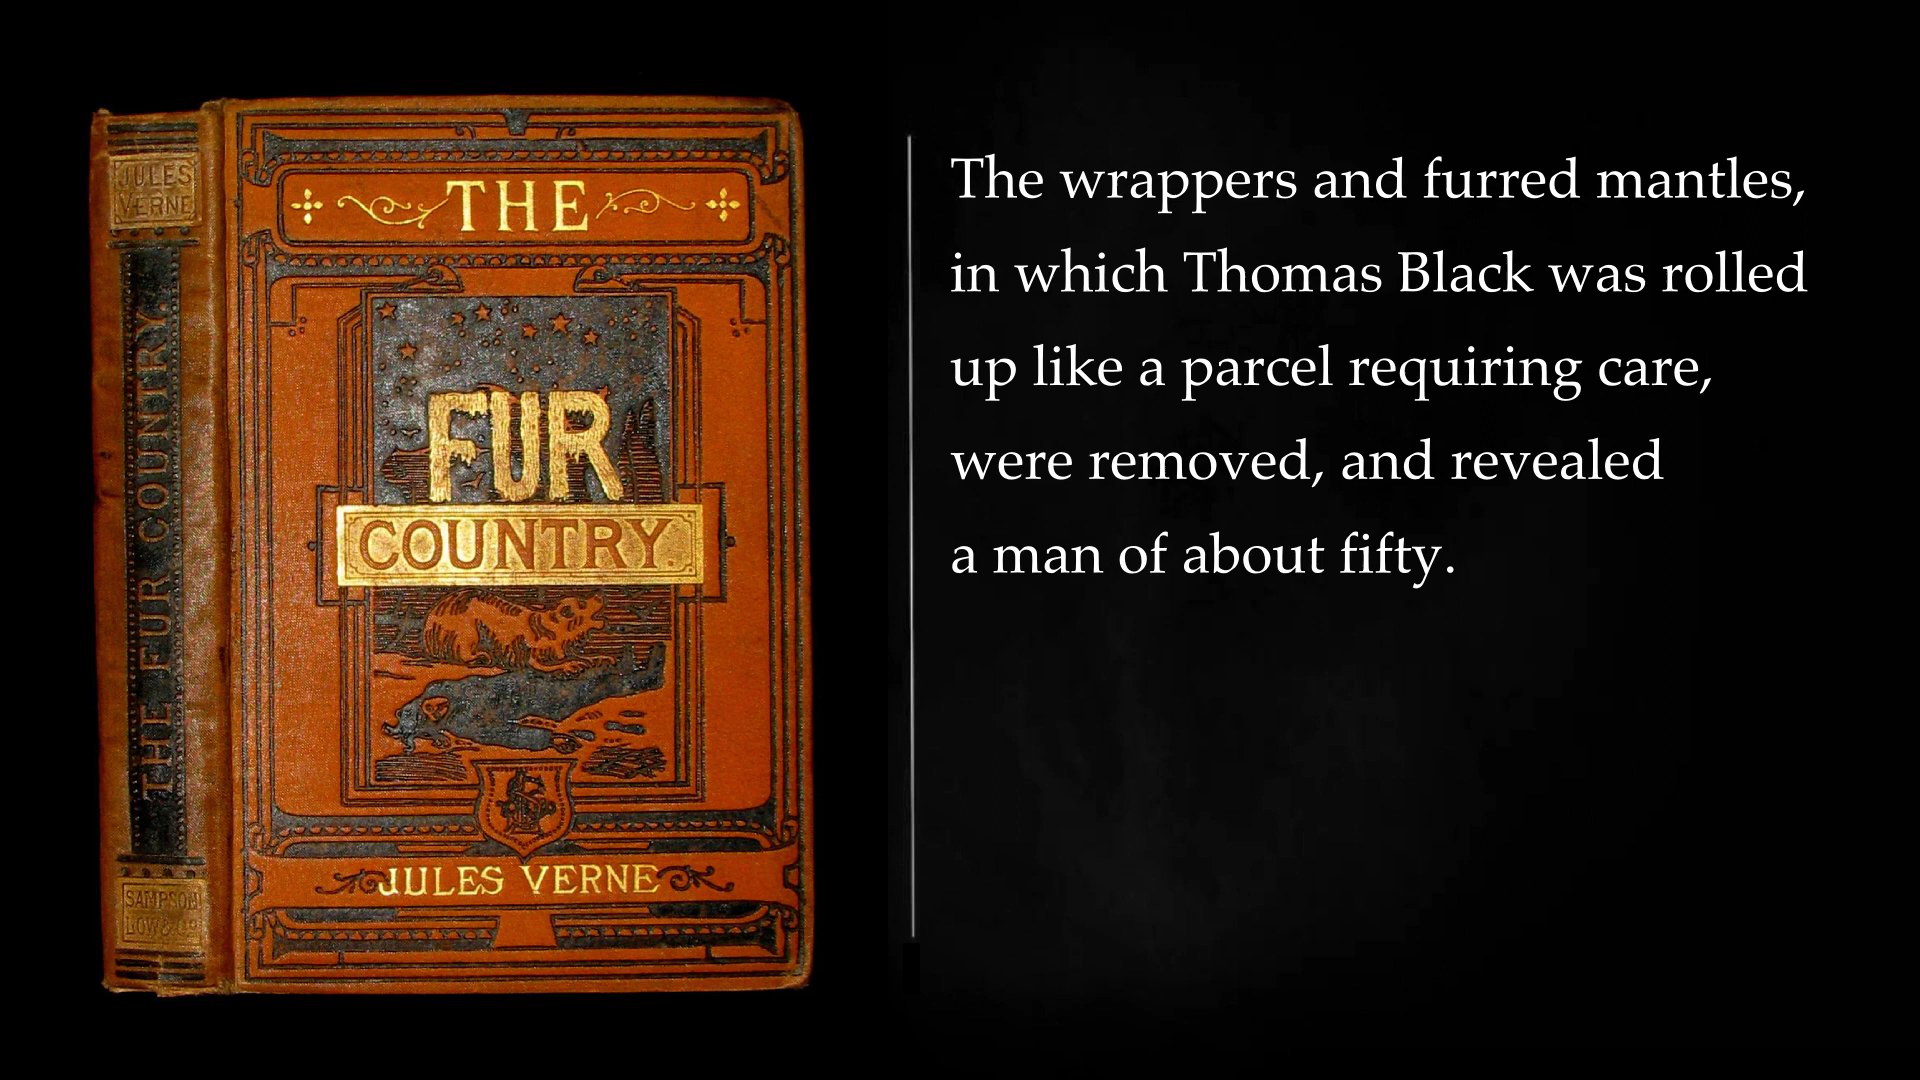 JULES
VERNE
THE FUR COUNTRY.
SAMPSON
LOW & Co
THE
FUR
COUNTRY.
JULES VERNE
The wrappers and furred mantles,
in which Thomas Black was rolled
up like a parcel requiring care,
were removed, and revealed
a man of about fifty.